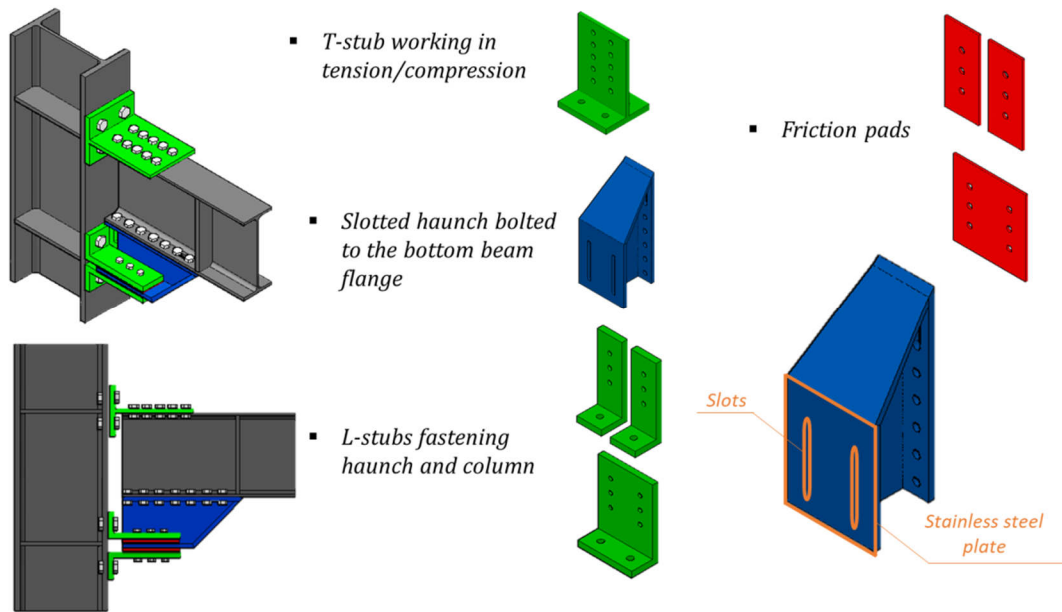 ▪ T-stub working in
tension/compression
▪ Slotted haunch bolted
to the bottom beam
flange
▪ L-stubs fastening
haunch and column
▪ Friction pads
Slots
Stainless steel
plate